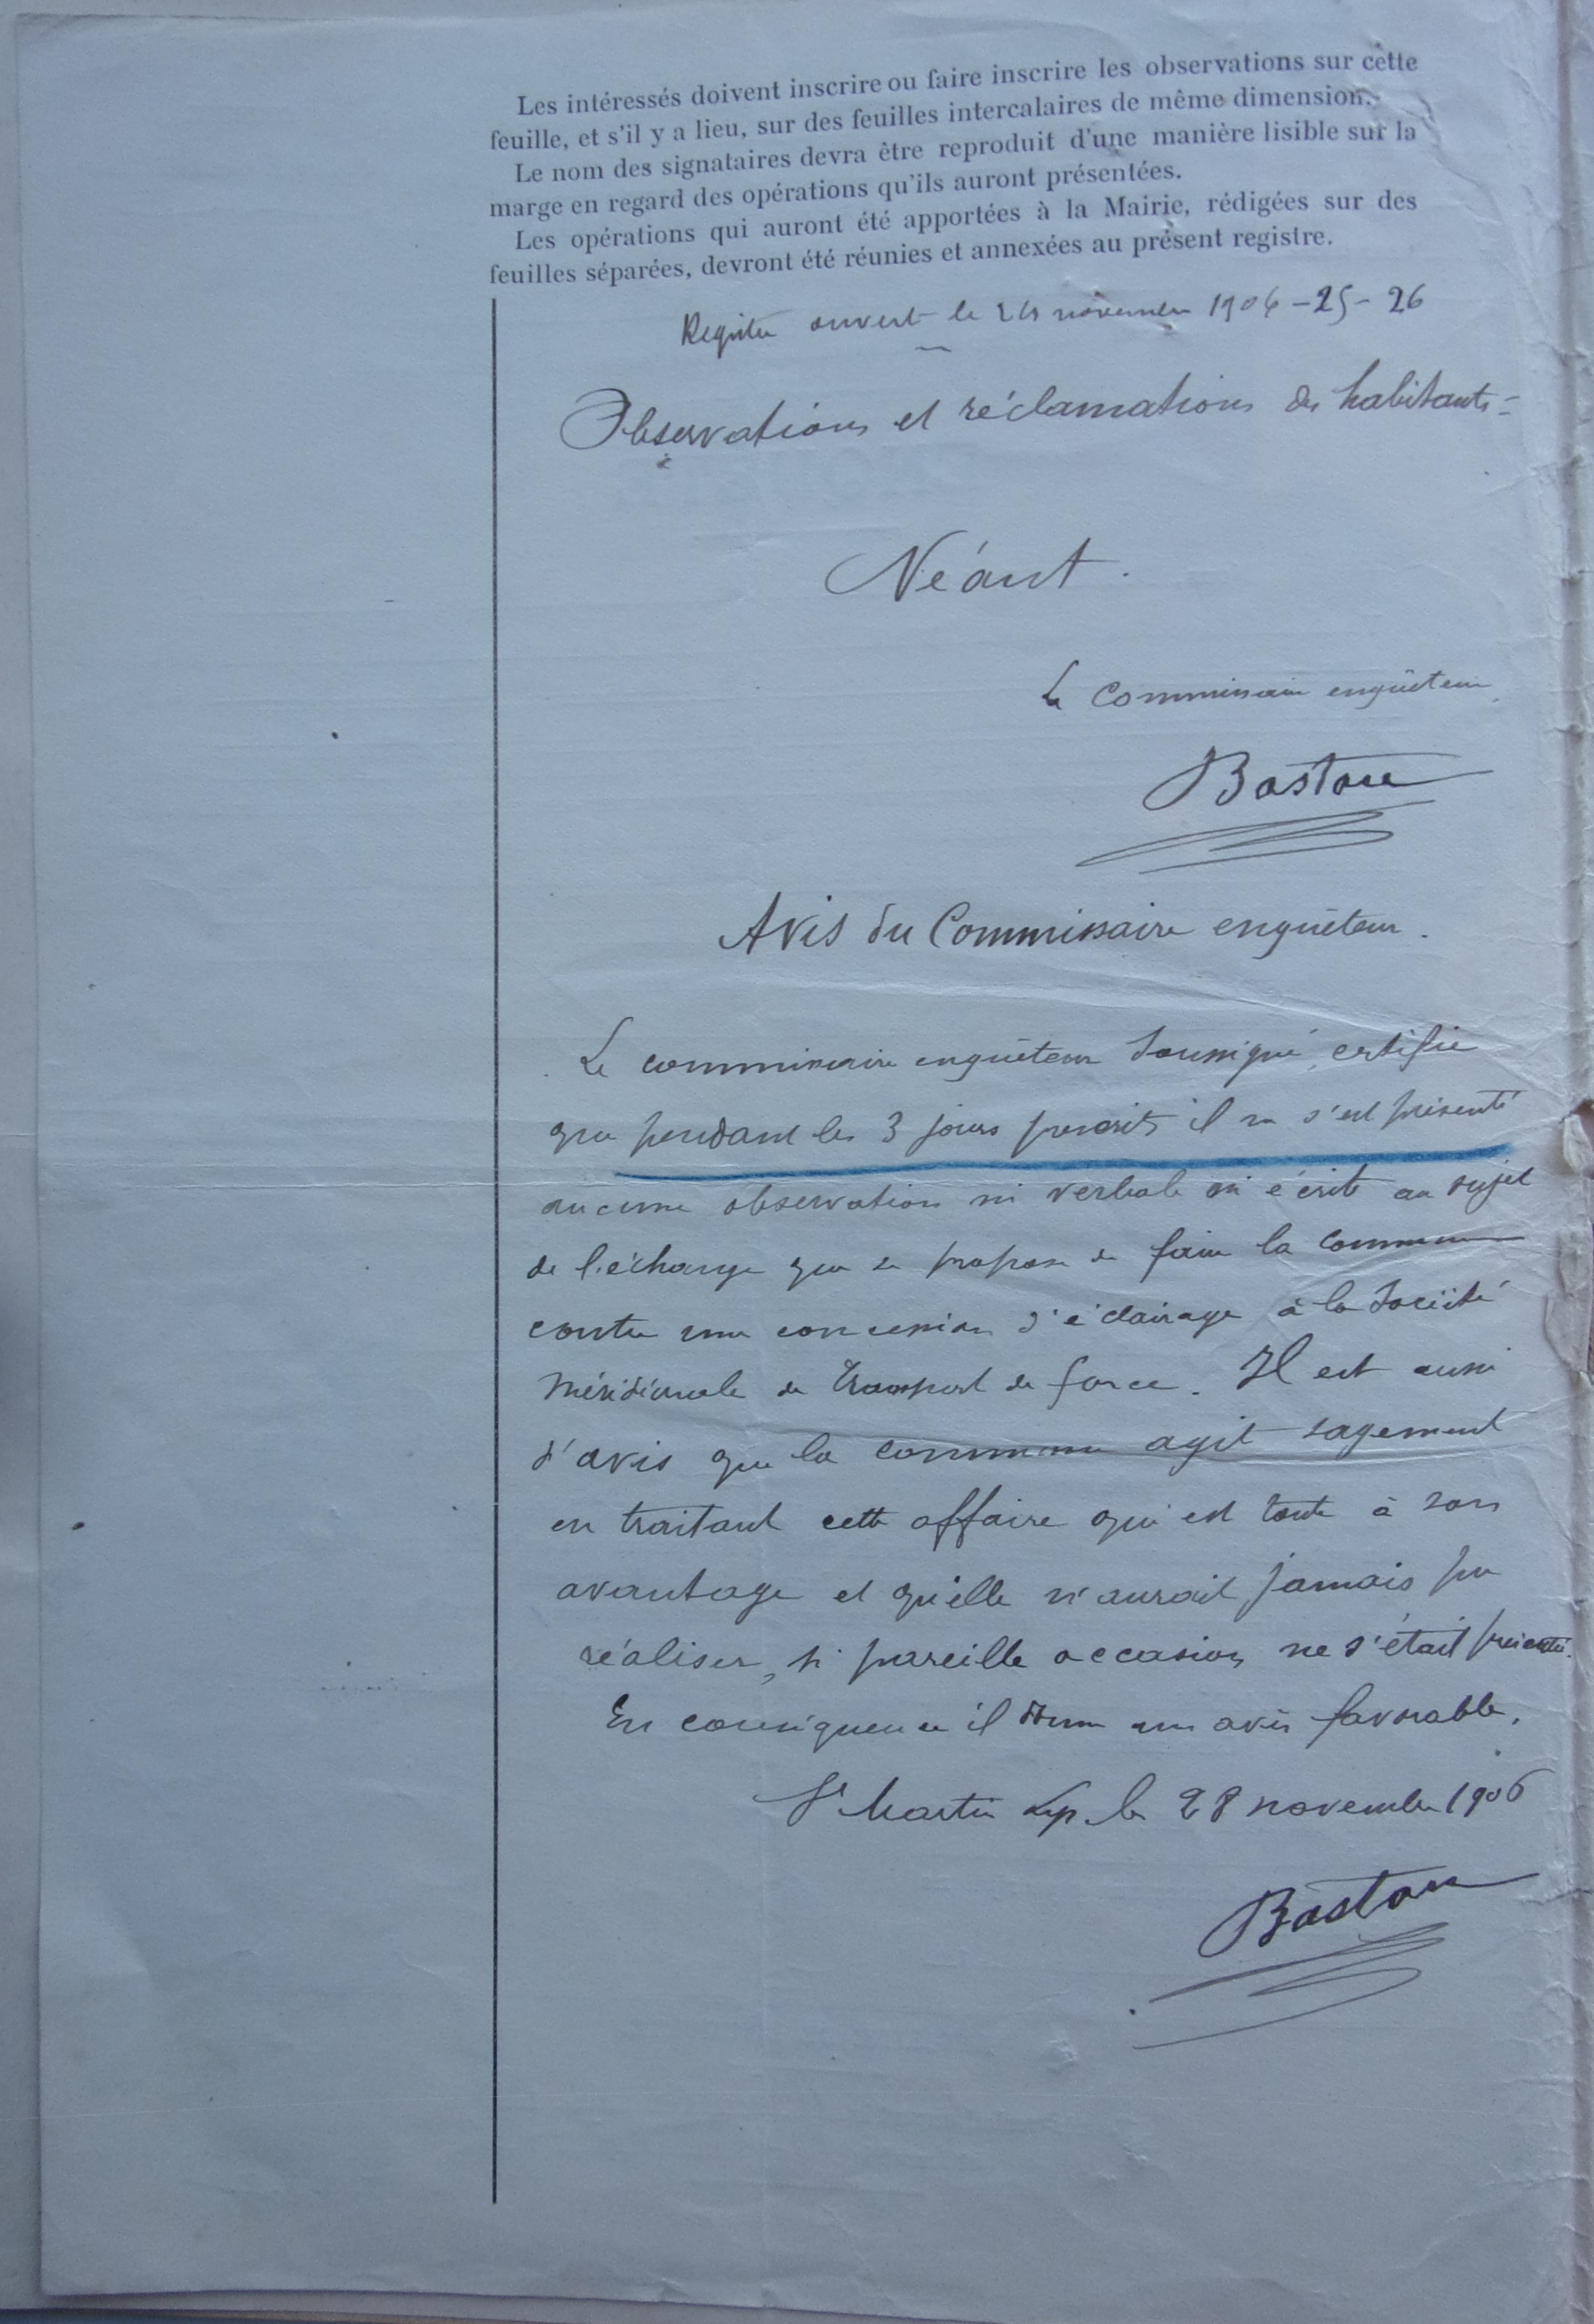 Les intéressés doivent inscrire ou faire inscrire les observations sur cette
feuille, et s'il y a lieu, sur des feuilles intercalaires de même dimension.
Le nom des signataires devra être reproduit d'une manière lisible sur la
marge en regard des opérations qu'ils auront présentées.
Les opérations qui auront été apportées à la Mairie, rédigées sur des
feuilles séparées, devront été réunies et annexées au présent registre.
Registre ouvert le 24 novembre 1906 - 25 - 26
Observations et réclamations des habitants =
Néant.
Le Commissaire enquêteur
Bastou
Avis du Commissaire enquêteur.
Le commissaire enquêteur soussigné, certifie
que pendant les 3 jours prescrits il ne s'est présenté
aucune observation ni verbale ni écrite au sujet
de l'échange que se propose de faire la commune
contre une concession d'éclairage à la Société
méridionale de transport de force. Il est aussi
d'avis que la commune agit sagement
en traitant cette affaire qui est toute à son
avantage et qu'elle n'aurait jamais pu
réaliser, si pareille occasion ne s'était présentée.
En conséquence il donne un avis favorable.
St Martin Lys le 28 novembre 1906
Bastou